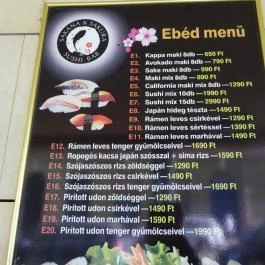 SAKANA & SAKURA
SUSHI BAR
Ebéd menü
E1. Kappa maki 8db —650 Ft
E2. Avokado maki 8db —790 Ft
E3. Sake maki 8db —990 Ft
E4. Maki mix 8db —890 Ft
E5. California maki mix 8db —1290 Ft
E6. Sushi mix 10db —1990 Ft
E7. Sushi mix 15db —2990 Ft
E8. Japán hideg tészta —1490 Ft
E9. Rámen leves csirkével —1290 Ft
E10. Rámen leves sertéssel —1390 Ft
E11. Rámen leves marhával —1590 Ft
E12. Rámen leves tenger gyümölcseivel —1690 Ft
E13. Ropogós kacsa japán szósszal + sima rizs —1490 Ft
E14. Szójaszószos rizs zöldséggel —1290 Ft
E15. Szójaszószos rizs csirkével —1490 Ft
E16. Szójaszószos rizs tenger gyümölcseivel —1690 Ft
E17. Pirított udon zöldséggel —1290 Ft
E18. Pirított udon csirkével —1490 Ft
E19. Pirított udon marhával —1590 Ft
E20. Pirított udon tenger gyümölcseivel —1990 Ft